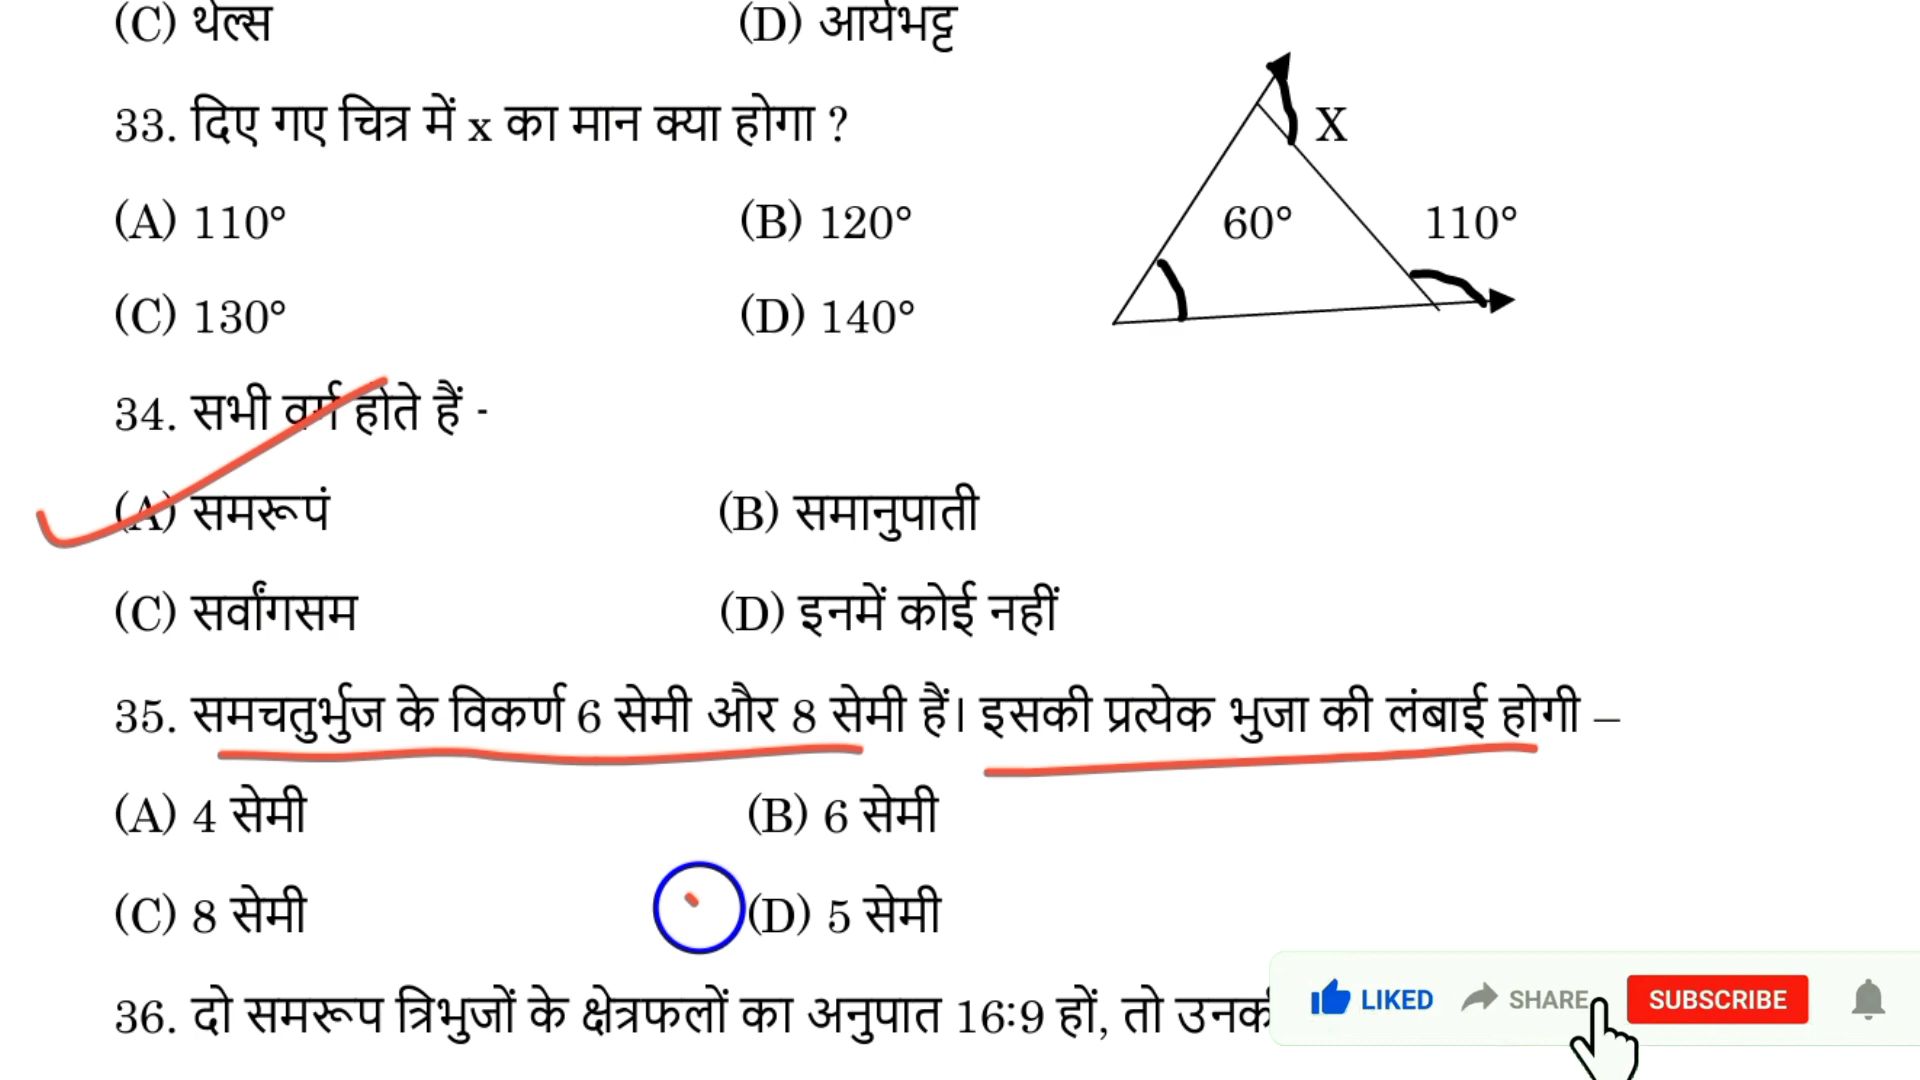 (C) थेल्स (D) आर्यभट्ट
33. दिए गए चित्र में x का मान क्या होगा ?
X
(A) 110° (B) 120°
60° 110°
(C) 130° (D) 140°
34. सभी वर्ग होते हैं -
(A) समरूपं (B) समानुपाती
(C) सर्वांगसम (D) इनमें कोई नहीं
35. समचतुर्भुज के विकर्ण 6 सेमी और 8 सेमी हैं। इसकी प्रत्येक भुजा की लंबाई होगी –
(A) 4 सेमी (B) 6 सेमी
(C) 8 सेमी (D) 5 सेमी
36. दो समरूप त्रिभुजों के क्षेत्रफलों का अनुपात 16:9 हों, तो
LIKED SHARE SUBSCRIBE